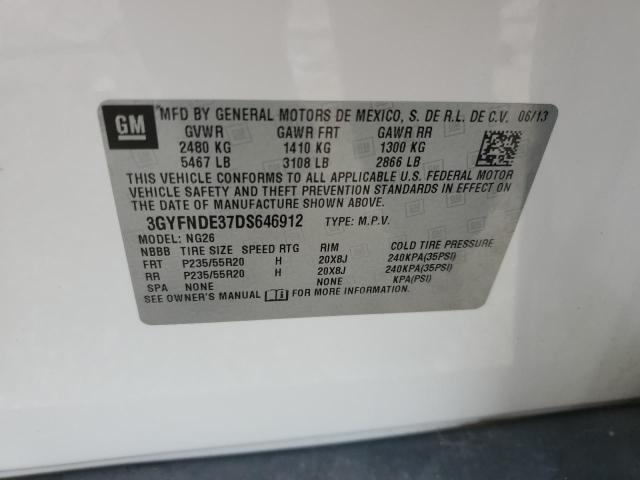 GM
MFD BY GENERAL MOTORS DE MEXICO, S. DE R.L. DE C.V. 06/13
GVWR GAWR FRT GAWR RR
2480 KG 1410 KG 1300 KG
5467 LB 3108 LB 2866 LB
THIS VEHICLE CONFORMS TO ALL APPLICABLE U.S. FEDERAL MOTOR
VEHICLE SAFETY AND THEFT PREVENTION STANDARDS IN EFFECT ON
THE DATE OF MANUFACTURE SHOWN ABOVE.
3GYFNDE37DS646912 TYPE: M.P.V.
MODEL: NG26
NBBB TIRE SIZE SPEED RTG RIM COLD TIRE PRESSURE
FRT P235/55R20 H 20X8J 240KPA(35PSI)
RR P235/55R20 H 20X8J 240KPA(35PSI)
SPA NONE NONE KPA(PSI)
SEE OWNER'S MANUAL FOR MORE INFORMATION.